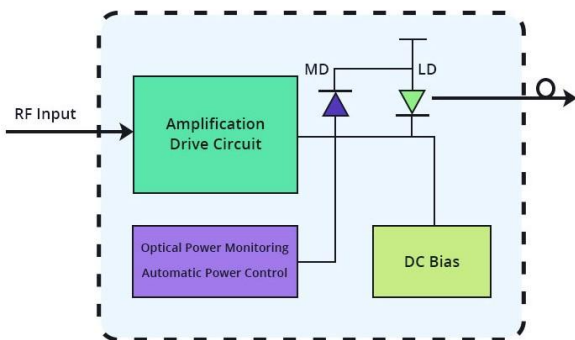 MD
LD
RF Input
Amplification
Drive Circuit
Optical Power Monitoring
Automatic Power Control
DC Bias